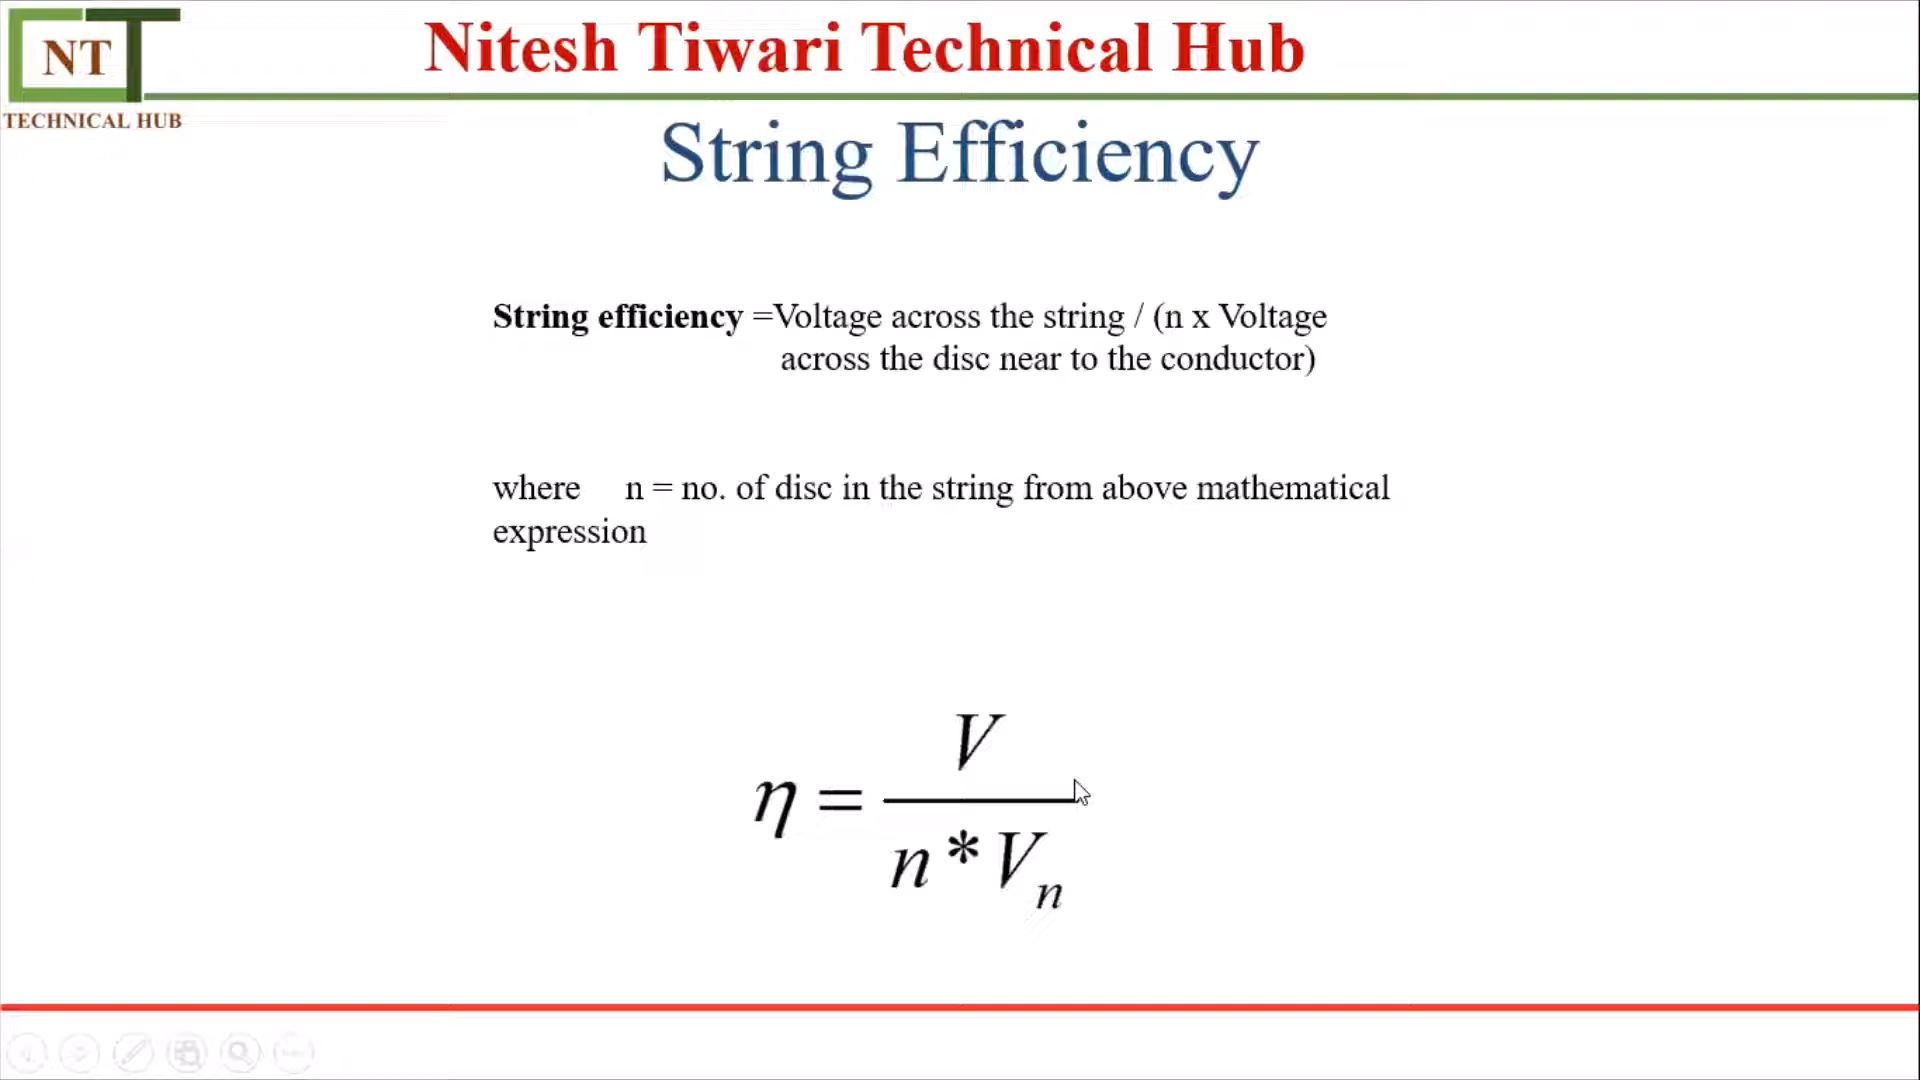 NT
TECHNICAL HUB
Nitesh Tiwari Technical Hub
String Efficiency
String efficiency =Voltage across the string / (n x Voltage
across the disc near to the conductor)
where n = no. of disc in the string from above mathematical
expression
η = V / n * Vn